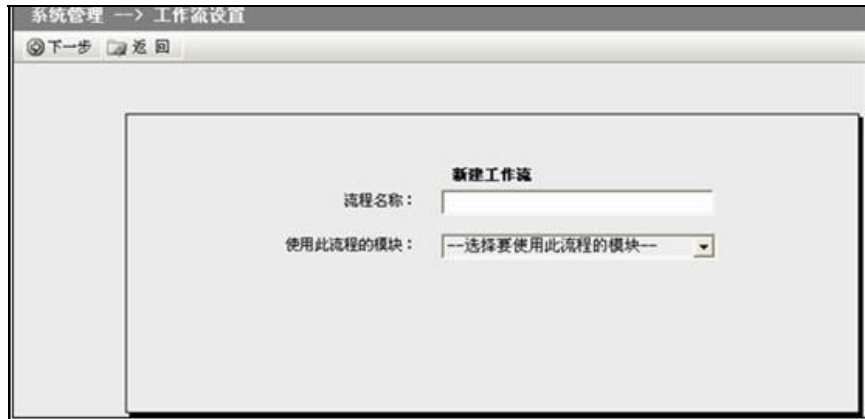 系统管理 --> 工作流设置
下一步 返 回
新建工作流
流程名称：
使用此流程的模块： --选择要使用此流程的模块--